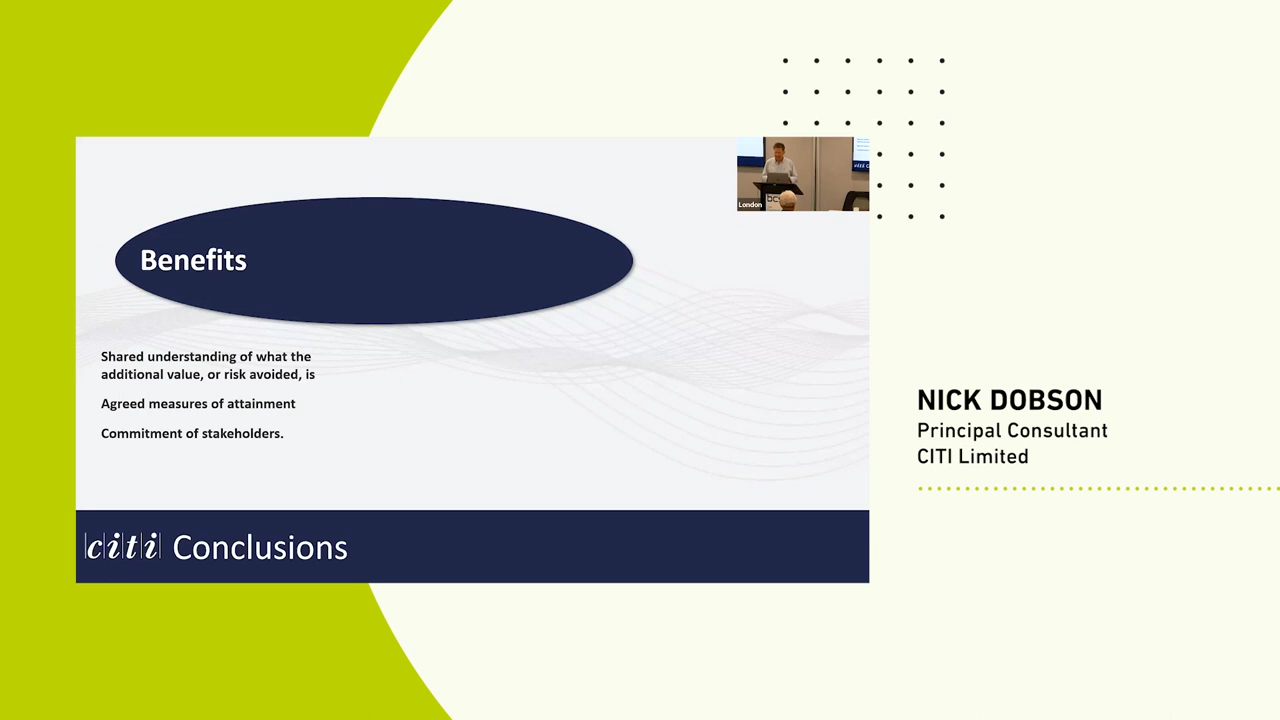 London
Benefits
Shared understanding of what the
additional value, or risk avoided, is
Agreed measures of attainment
Commitment of stakeholders.
citi Conclusions
NICK DOBSON
Principal Consultant
CITI Limited